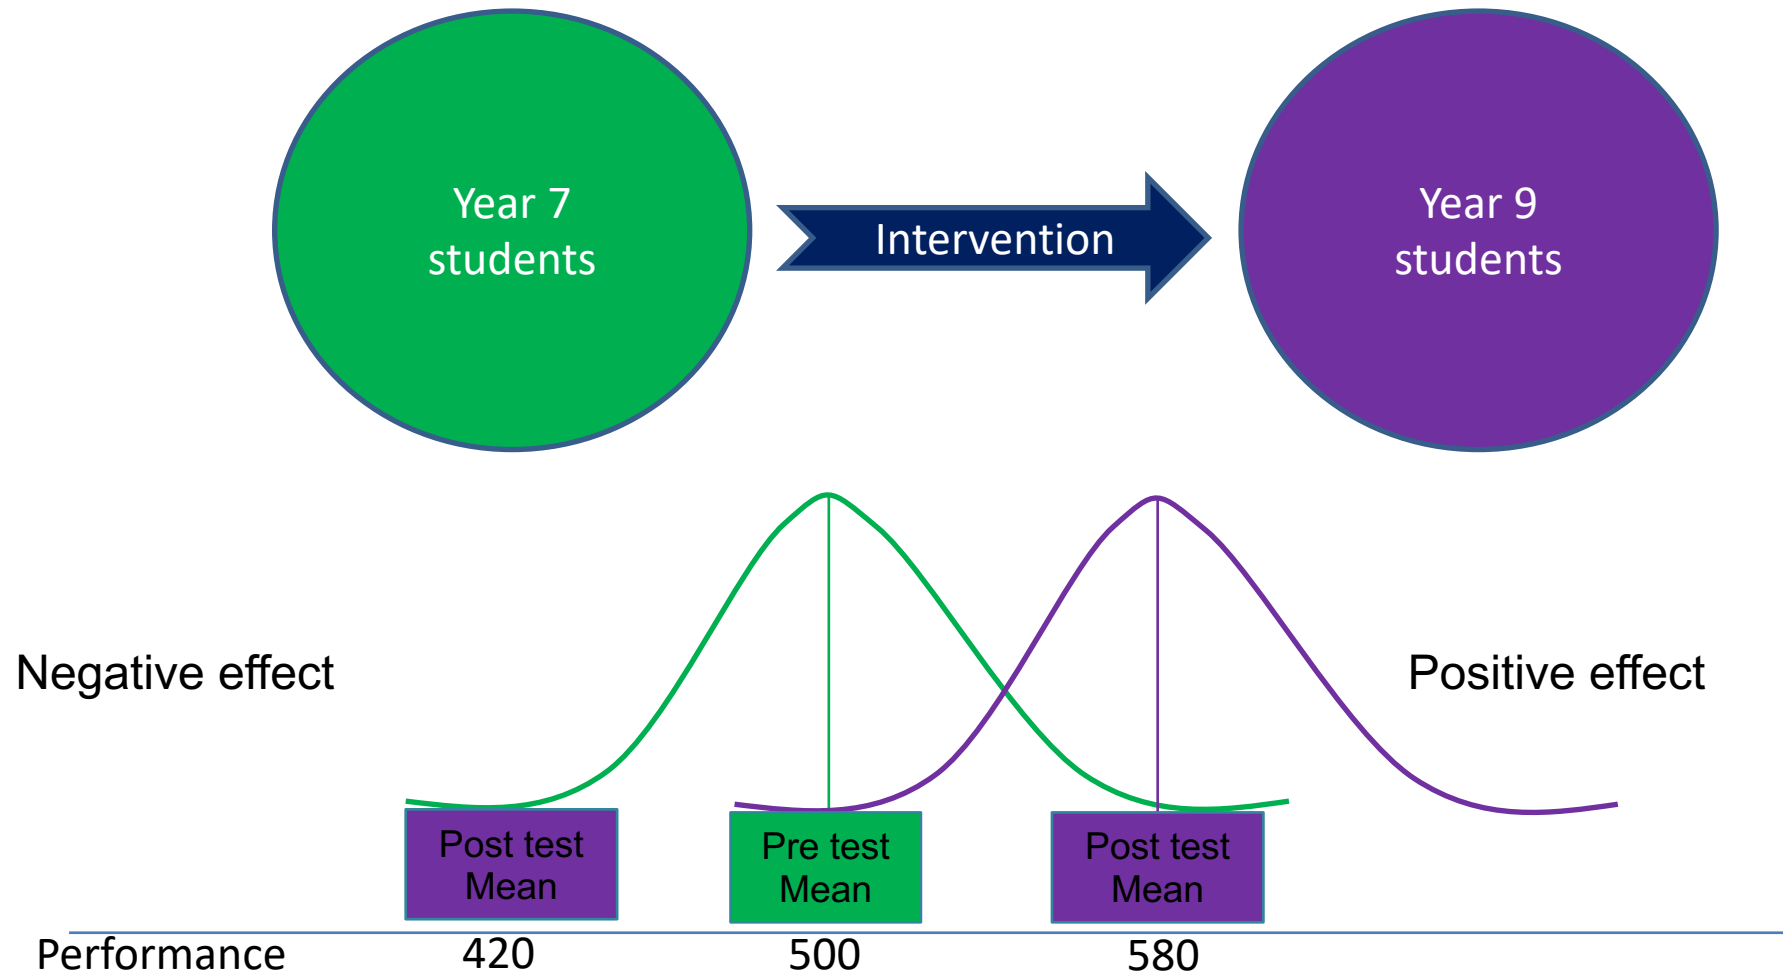 Year 7
students
Intervention
Year 9
students
Negative effect
Positive effect
Post test
Mean
Pre test
Mean
Post test
Mean
Performance
420
500
580